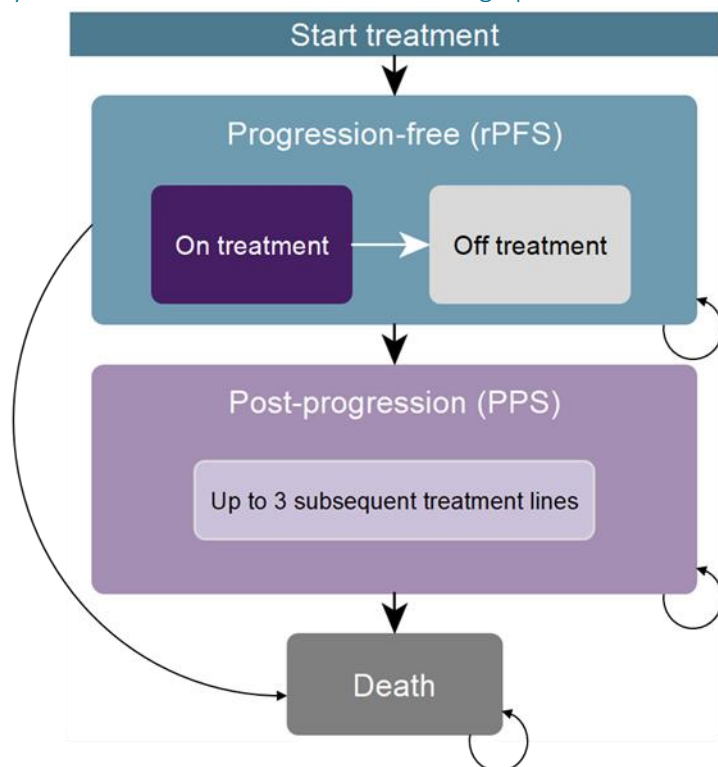 Start treatment
Progression-free (rPFS)
On treatment
Off treatment
Post-progression (PPS)
Up to 3 subsequent treatment lines
Death